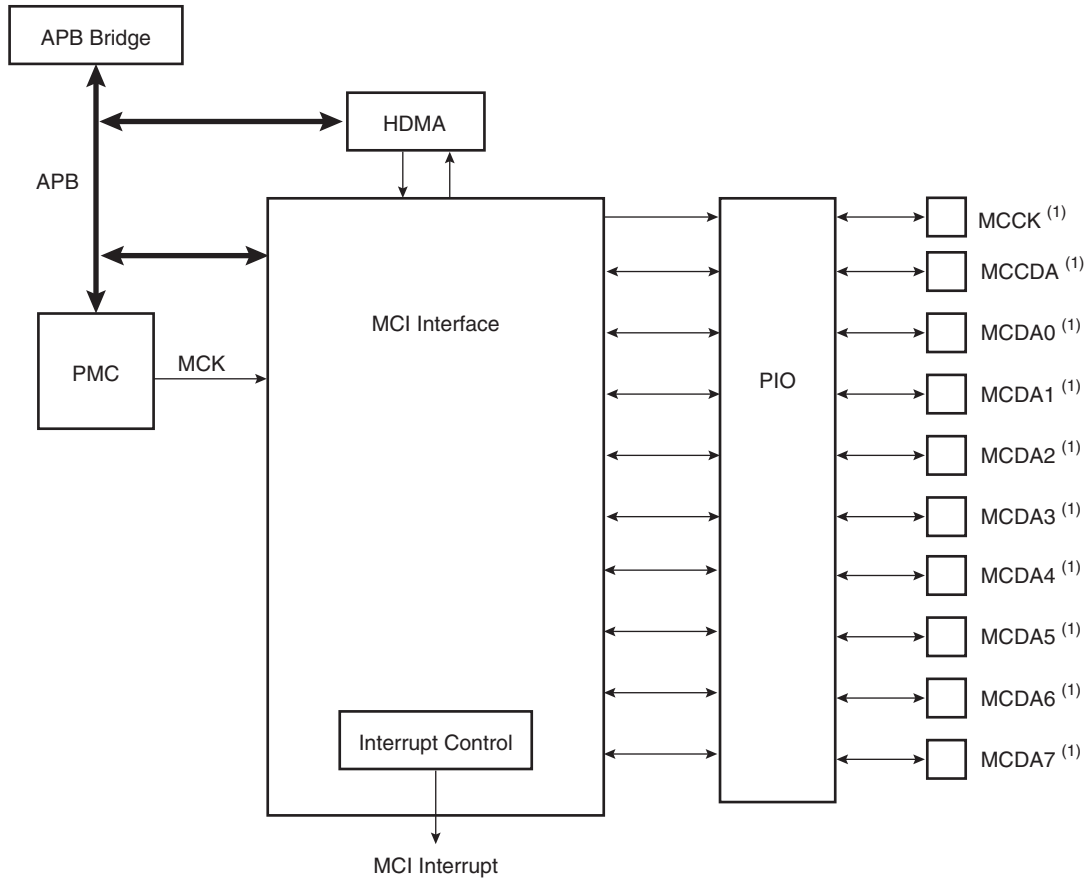 APB Bridge
HDMA
APB
MCI Interface
PMC
MCK
PIO
MCCK (1)
MCCDA (1)
MCDA0 (1)
MCDA1 (1)
MCDA2 (1)
MCDA3 (1)
MCDA4 (1)
MCDA5 (1)
MCDA6 (1)
MCDA7 (1)
Interrupt Control
MCI Interrupt